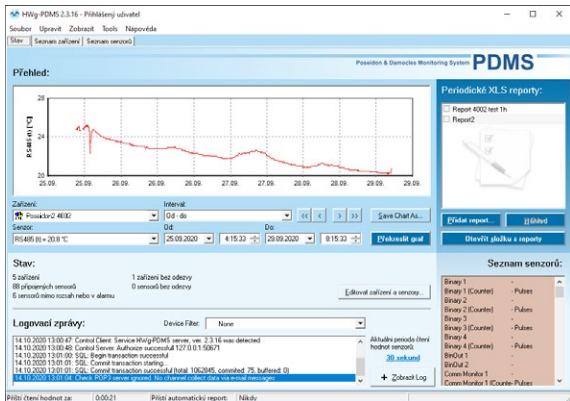 HWg-PDMS 2.3.16 - Přihlášený uživatel
Soubor Upravit Zobrazit Tools Nápověda
Stav Seznam zařízení Seznam senzorů
Poseidon & Damocles Monitoring System PDMS
Přehled:
28
24
20
RS485 (t) [°C]
25.09. 25.09. 25.09. 26.09. 26.09. 27.09. 27.09. 28.09. 28.09. 29.09. 29.09.
Zařízení:
Interval:
Poseidon2 4002
Od - do
<< < > >>
Save Chart As...
Senzor:
Od:
Do:
RS485 (t) = 20.8 °C
25.09.2020
4:15:33
29.09.2020
8:15:33
Překreslit graf
Periodické XLS reporty:
Report 4002 test 1h
Report2
Přidat report...
Náhled
Otevřít složku s reporty
Stav:
5 zařízení
1 zařízení bez odezvy
88 připojených senzorů
0 senzorů bez odezvy
6 senzorů mimo rozsah nebo v alarmu
Editovat zařízení a senzory...
Seznam senzorů:
Binary 1 -
Binary 1 (Counter) - Pulses
Binary 2 -
Binary 2 (Counter) - Pulses
Binary 3 -
Binary 3 (Counter) - Pulses
Binary 4 -
Binary 4 (Counter) - Pulses
BinOut 1 -
BinOut 2 -
Comm Monitor 1 -
Comm Monitor 1 (Counte - Pulses
Logovací zprávy:
Device Filter:
None
14.10.2020 13:00:47: Control Client: Service HWg-PDMS server, ver. 2.3.16 was detected
14.10.2020 13:00:48: Control Server: Authorize successfull 127.0.0.1:50671
14.10.2020 13:01:00: SQL: Begin transaction successful
14.10.2020 13:01:01: SQL: Commit transaction starting...
14.10.2020 13:01:01: SQL: Commit transaction successful (total: 1062845, commited: 75, buffered: 0)
14.10.2020 13:01:04: Check POP3 server ignored. No channel collect data via e-mail messages
Aktuální perioda čtení
hodnot senzorů:
30 sekund
+ Zobrazit Log
Příští čtení hodnot za: 0:00:21 Příští automatický report: Nikdy